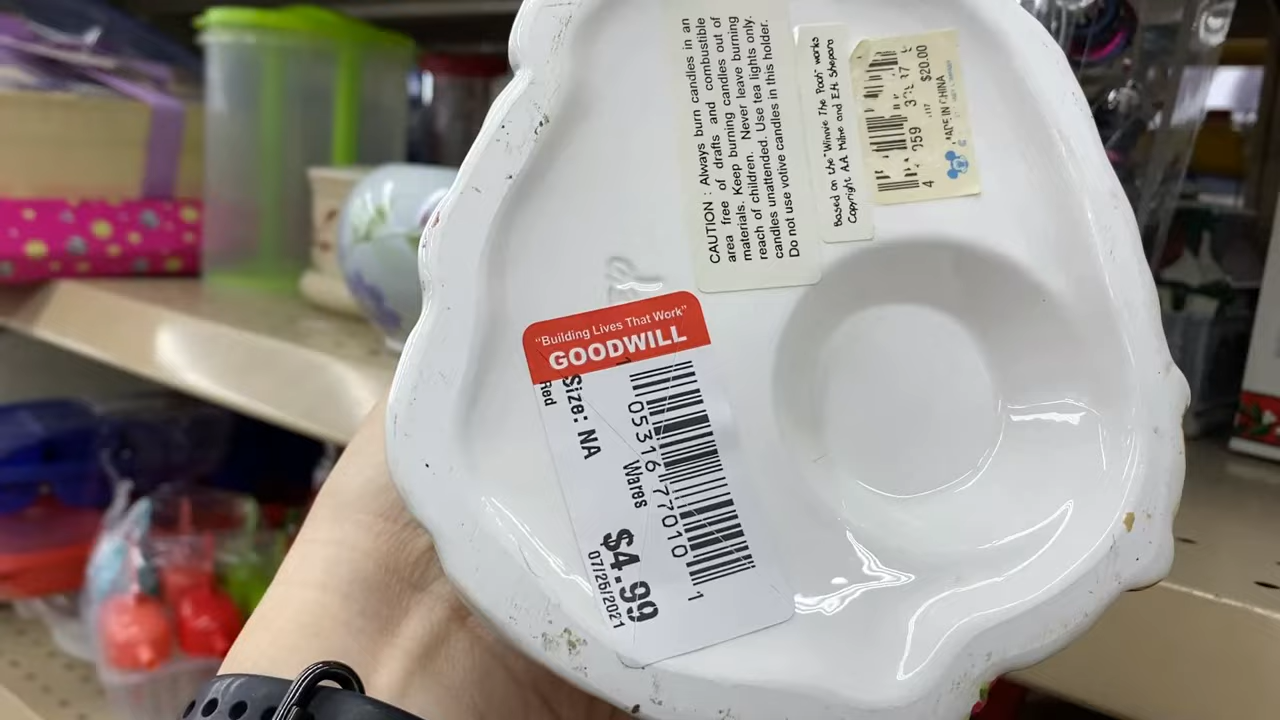 CAUTION : Always burn candles in an
area free of drafts and combustible
materials. Keep burning candles out of
reach of children. Never leave burning
candles unattended. Use tea lights only.
Do not use votive candles in this holder.
Based on the "Winnie The Pooh" works
Copyright A.A. Milne and E.H. Shepard
$20.00
MADE IN CHINA
"Building Lives That Work"
GOODWILL
Red
Size: NA
05316 77010 1
Wares
$4.99
07/26/2021